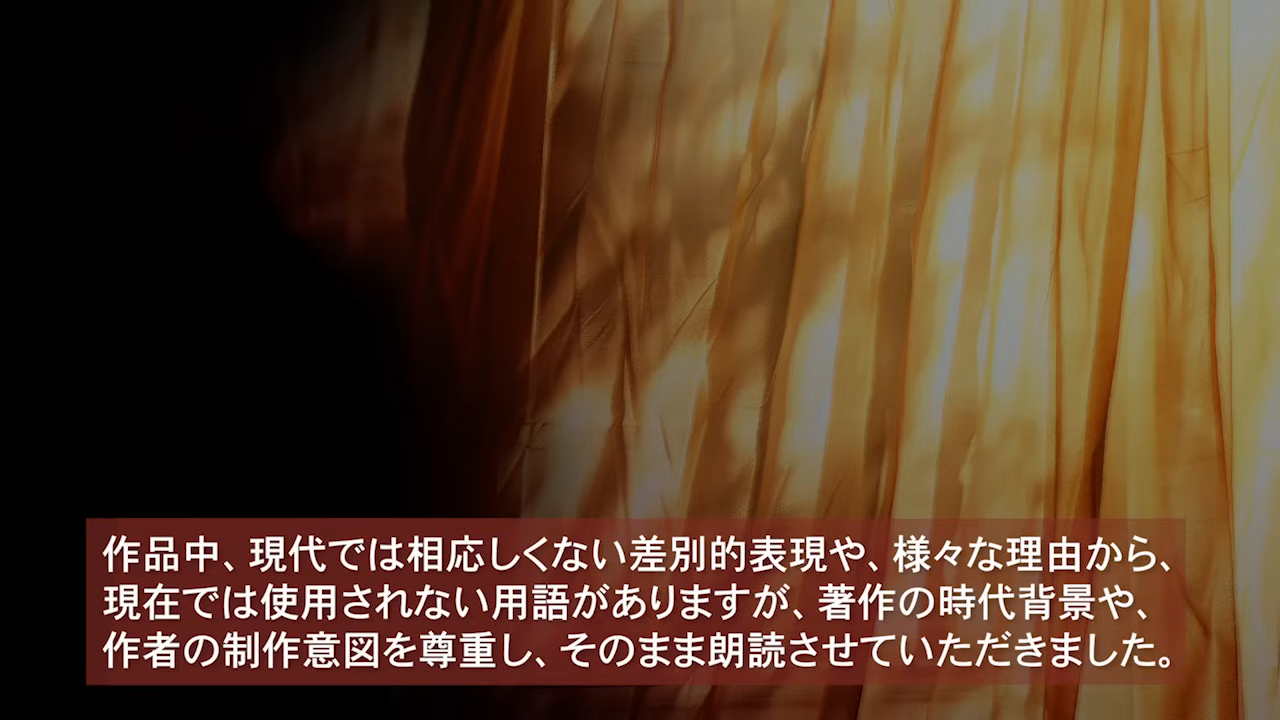 作品中、現代では相応しくない差別的表現や、様々な理由から、
現在では使用されない用語がありますが、著作の時代背景や、
作者の制作意図を尊重し、そのまま朗読させていただきました。